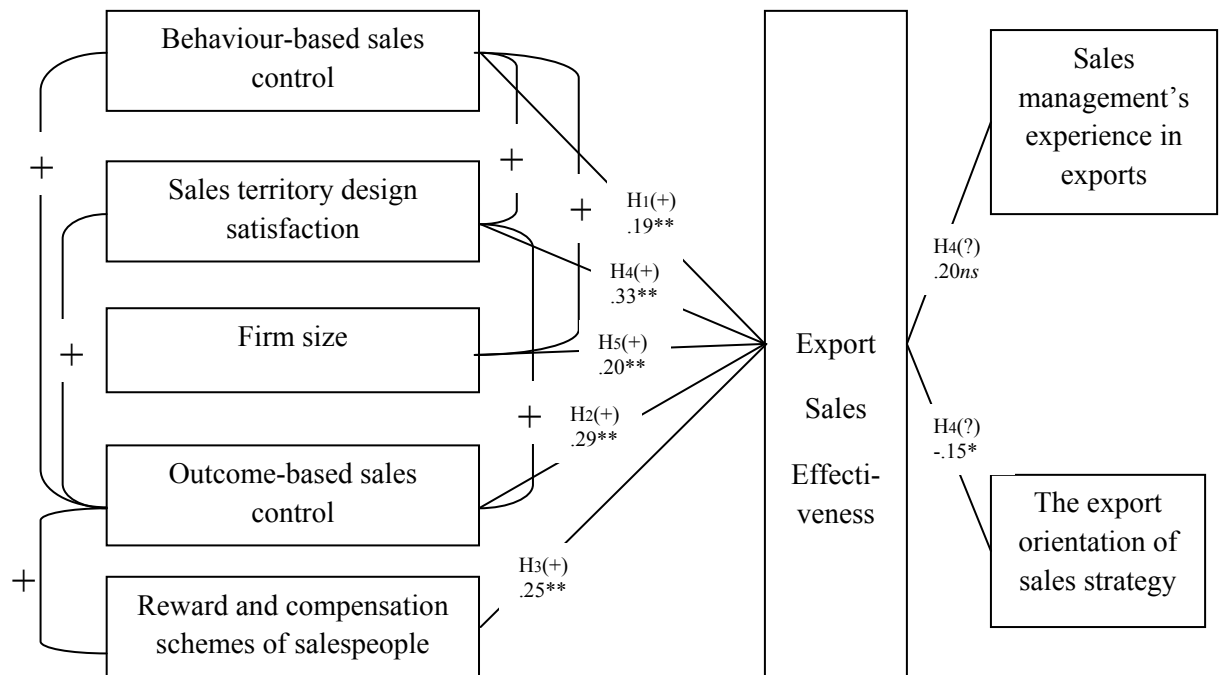 Behaviour-based sales
control
Sales territory design
satisfaction
Firm size
Outcome-based sales
control
Reward and compensation
schemes of salespeople
+
+
+
+
+
+
H1(+)
.19**
H4(+)
.33**
H5(+)
.20**
H2(+)
.29**
H3(+)
.25**
Export
Sales
Effecti-
veness
H4(?)
.20ns
H4(?)
-.15*
Sales
management’s
experience in
exports
The export
orientation of
sales strategy